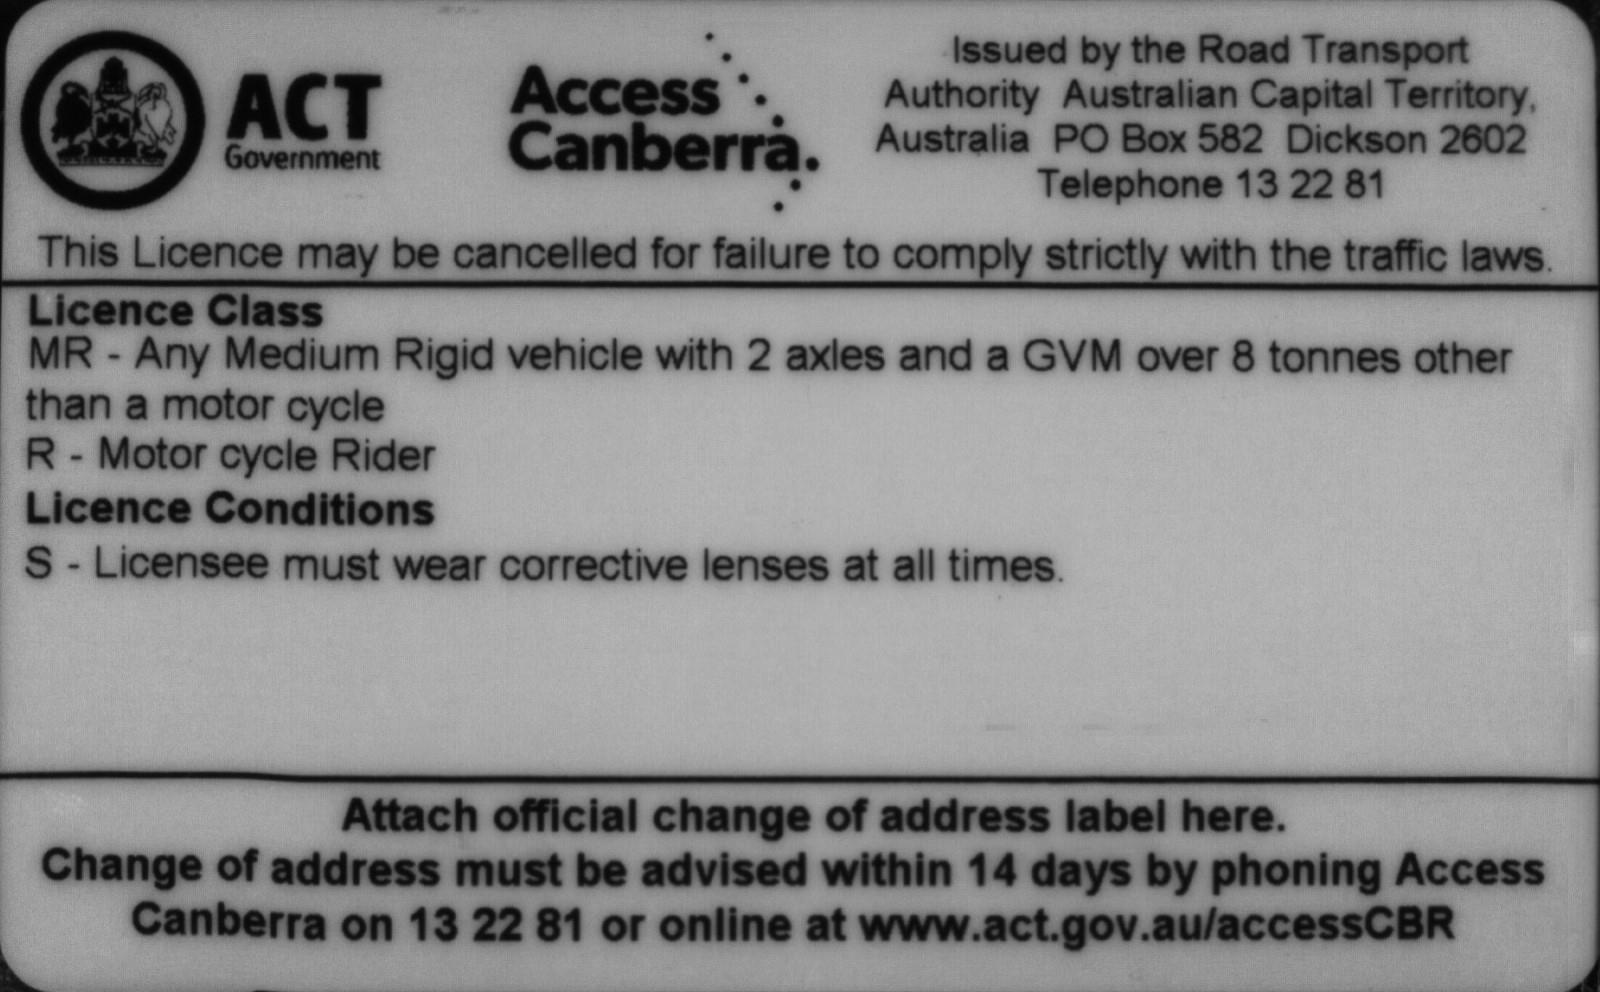 ACT
Government
Access
Canberra.
Issued by the Road Transport
Authority Australian Capital Territory,
Australia PO Box 582 Dickson 2602
Telephone 13 22 81
This Licence may be cancelled for failure to comply strictly with the traffic laws.
Licence Class
MR - Any Medium Rigid vehicle with 2 axles and a GVM over 8 tonnes other
than a motor cycle
R - Motor cycle Rider
Licence Conditions
S - Licensee must wear corrective lenses at all times.
Attach official change of address label here.
Change of address must be advised within 14 days by phoning Access
Canberra on 13 22 81 or online at www.act.gov.au/accessCBR